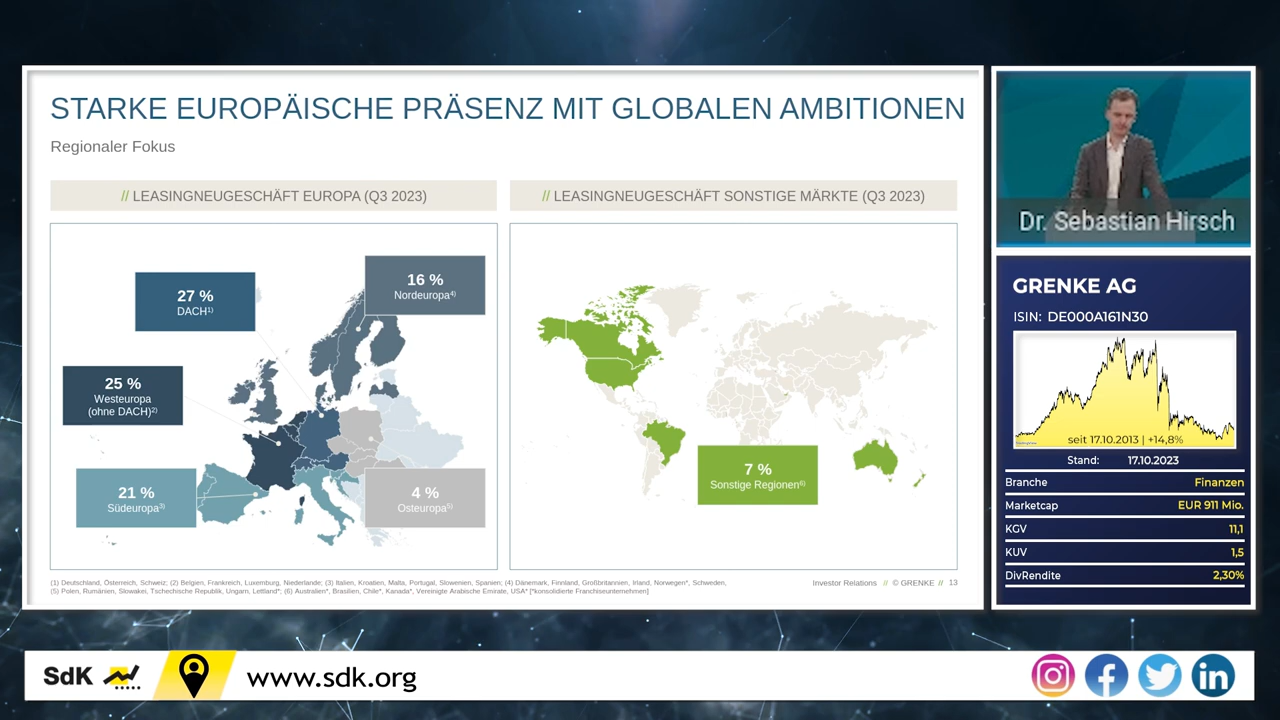 STARKE EUROPÄISCHE PRÄSENZ MIT GLOBALEN AMBITIONEN
Regionaler Fokus
// LEASINGNEUGESCHÄFT EUROPA (Q3 2023)
// LEASINGNEUGESCHÄFT SONSTIGE MÄRKTE (Q3 2023)
16 %
Nordeuropa4)
27 %
DACH1)
25 %
Westeuropa
(ohne DACH)2)
21 %
Südeuropa3)
4 %
Osteuropa5)
7 %
Sonstige Regionen6)
(1) Deutschland, Österreich, Schweiz; (2) Belgien, Frankreich, Luxemburg, Niederlande; (3) Italien, Kroatien, Malta, Portugal, Slowenien, Spanien; (4) Dänemark, Finnland, Großbritannien, Irland, Norwegen*, Schweden,
(5) Polen, Rumänien, Slowakei, Tschechische Republik, Ungarn, Lettland*; (6) Australien*, Brasilien, Chile*, Kanada*, Vereinigte Arabische Emirate, USA* [*konsolidierte Franchiseunternehmen]
Investor Relations // © GRENKE // 13
Dr. Sebastian Hirsch
GRENKE AG
ISIN: DE000A161N30
seit 17.10.2013 | +14,8%
Stand: 17.10.2023
Branche Finanzen
Marketcap EUR 911 Mio.
KGV 11,1
KUV 1,5
DivRendite 2,30%
SdK
www.sdk.org